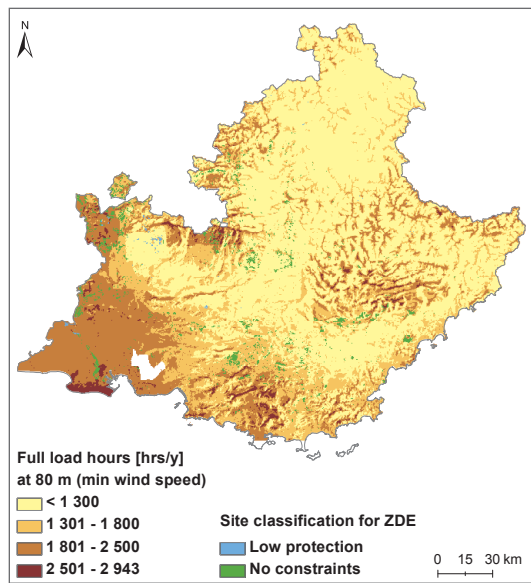 N
Full load hours [hrs/y]
at 80 m (min wind speed)
< 1 300
1 301 - 1 800
1 801 - 2 500
2 501 - 2 943
Site classification for ZDE
Low protection
No constraints
0 15 30 km